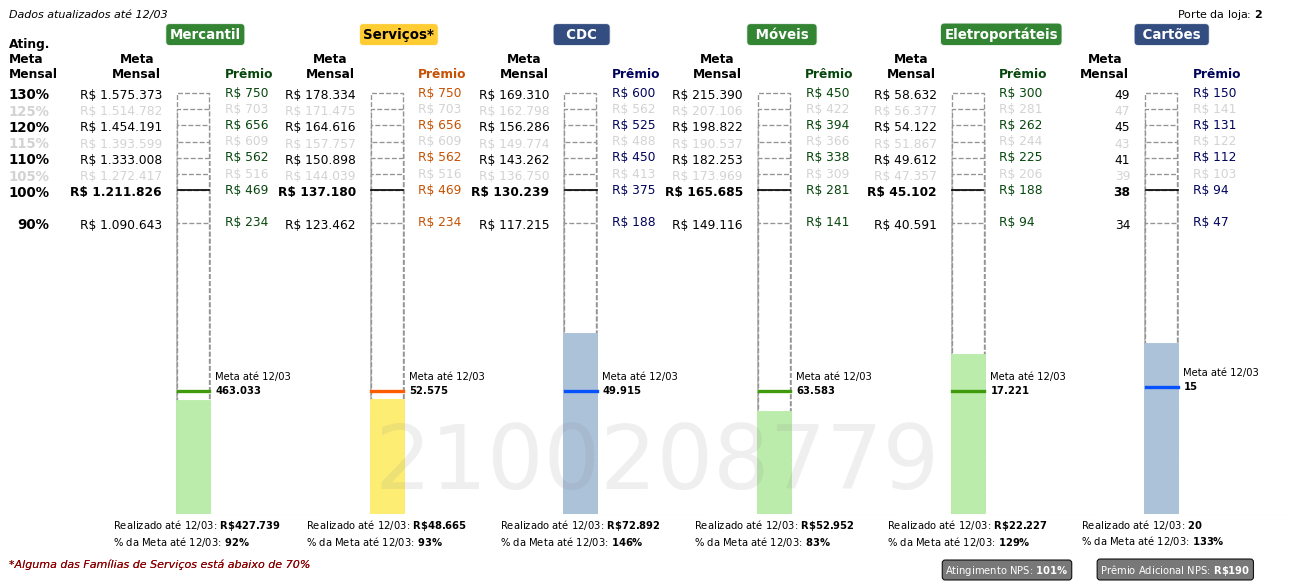 Dados atualizados até 12/03 Porte da loja: 2
Mercantil Serviços* CDC Móveis Eletroportáteis Cartões
Ating. Meta Mensal Meta Mensal Prêmio Meta Mensal Prêmio Meta Mensal Prêmio Meta Mensal Prêmio Meta Mensal Prêmio Meta Mensal Prêmio
130% R$ 1.575.373 R$ 750 R$ 178.334 R$ 750 R$ 169.310 R$ 600 R$ 215.390 R$ 450 R$ 58.632 R$ 300 49 R$ 150
125% R$ 1.514.782 R$ 703 R$ 171.475 R$ 703 R$ 162.798 R$ 562 R$ 207.106 R$ 422 R$ 56.377 R$ 281 47 R$ 141
120% R$ 1.454.191 R$ 656 R$ 164.616 R$ 656 R$ 156.286 R$ 525 R$ 198.822 R$ 394 R$ 54.122 R$ 262 45 R$ 131
115% R$ 1.393.599 R$ 609 R$ 157.757 R$ 609 R$ 149.774 R$ 488 R$ 190.537 R$ 366 R$ 51.867 R$ 244 43 R$ 122
110% R$ 1.333.008 R$ 562 R$ 150.898 R$ 562 R$ 143.262 R$ 450 R$ 182.253 R$ 338 R$ 49.612 R$ 225 41 R$ 112
105% R$ 1.272.417 R$ 516 R$ 144.039 R$ 516 R$ 136.750 R$ 413 R$ 173.969 R$ 309 R$ 47.357 R$ 206 39 R$ 103
100% R$ 1.211.826 R$ 469 R$ 137.180 R$ 469 R$ 130.239 R$ 375 R$ 165.685 R$ 281 R$ 45.102 R$ 188 38 R$ 94
90% R$ 1.090.643 R$ 234 R$ 123.462 R$ 234 R$ 117.215 R$ 188 R$ 149.116 R$ 141 R$ 40.591 R$ 94 34 R$ 47
Meta até 12/03 Meta até 12/03 Meta até 12/03 Meta até 12/03 Meta até 12/03 Meta até 12/03
463.033 52.575 49.915 63.583 17.221 15
2100208779
Realizado até 12/03: R$427.739 Realizado até 12/03: R$48.665 Realizado até 12/03: R$72.892 Realizado até 12/03: R$52.952 Realizado até 12/03: R$22.227 Realizado até 12/03: 20
% da Meta até 12/03: 92% % da Meta até 12/03: 93% % da Meta até 12/03: 146% % da Meta até 12/03: 83% % da Meta até 12/03: 129% % da Meta até 12/03: 133%
*Alguma das Famílias de Serviços está abaixo de 70% Atingimento NPS: 101% Prêmio Adicional NPS: R$190